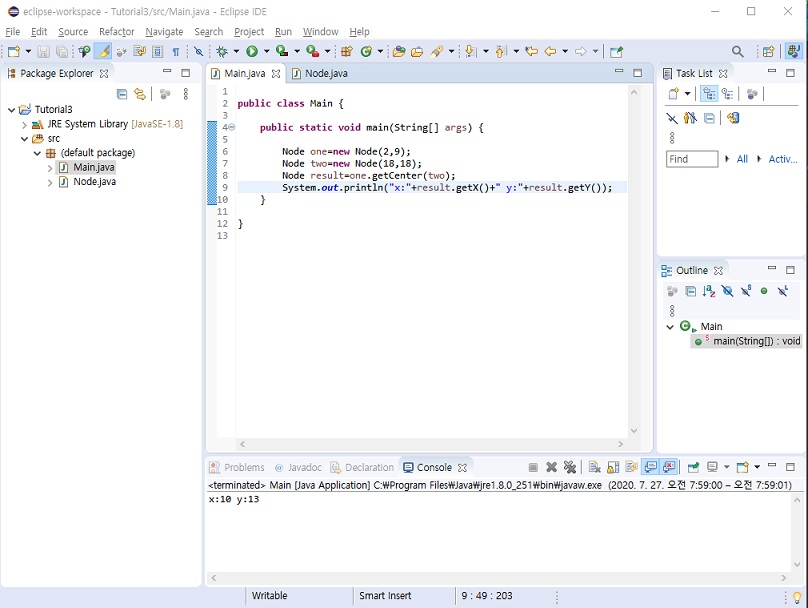 eclipse-workspace - Tutorial3/src/Main.java - Eclipse IDE
File Edit Source Refactor Navigate Search Project Run Window Help
Package Explorer
Tutorial3
JRE System Library [JavaSE-1.8]
src
(default package)
Main.java
Node.java
Main.java Node.java
1
2 public class Main {
3
4 public static void main(String[] args) {
5
6 Node one=new Node(2,9);
7 Node two=new Node(18,18);
8 Node result=one.getCenter(two);
9 System.out.println("x:"+result.getX()+" y:"+result.getY());
10 }
11
12 }
13
Task List
Find All Activ...
Outline
Main
main(String[]) : void
Problems Javadoc Declaration Console
<terminated> Main [Java Application] C:₩Program Files₩Java₩jre1.8.0_251₩bin₩javaw.exe (2020. 7. 27. 오전 7:59:00 – 오전 7:59:01)
x:10 y:13
Writable Smart Insert 9 : 49 : 203